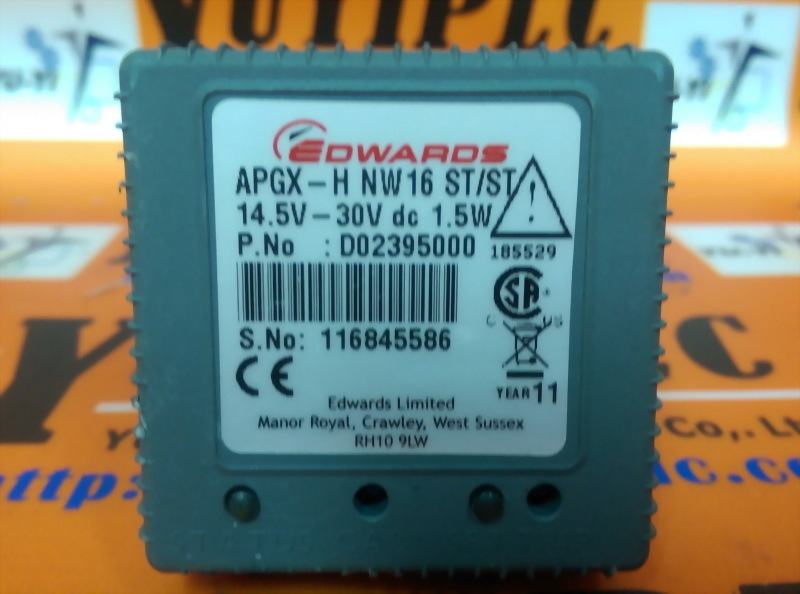 EDWARDS
APGX-H NW16 ST/ST
14.5V-30V dc 1.5W
P.No : D02395000
185529
S.No: 116845586
YEAR 11
Edwards Limited
Manor Royal, Crawley, West Sussex
RH10 9LW